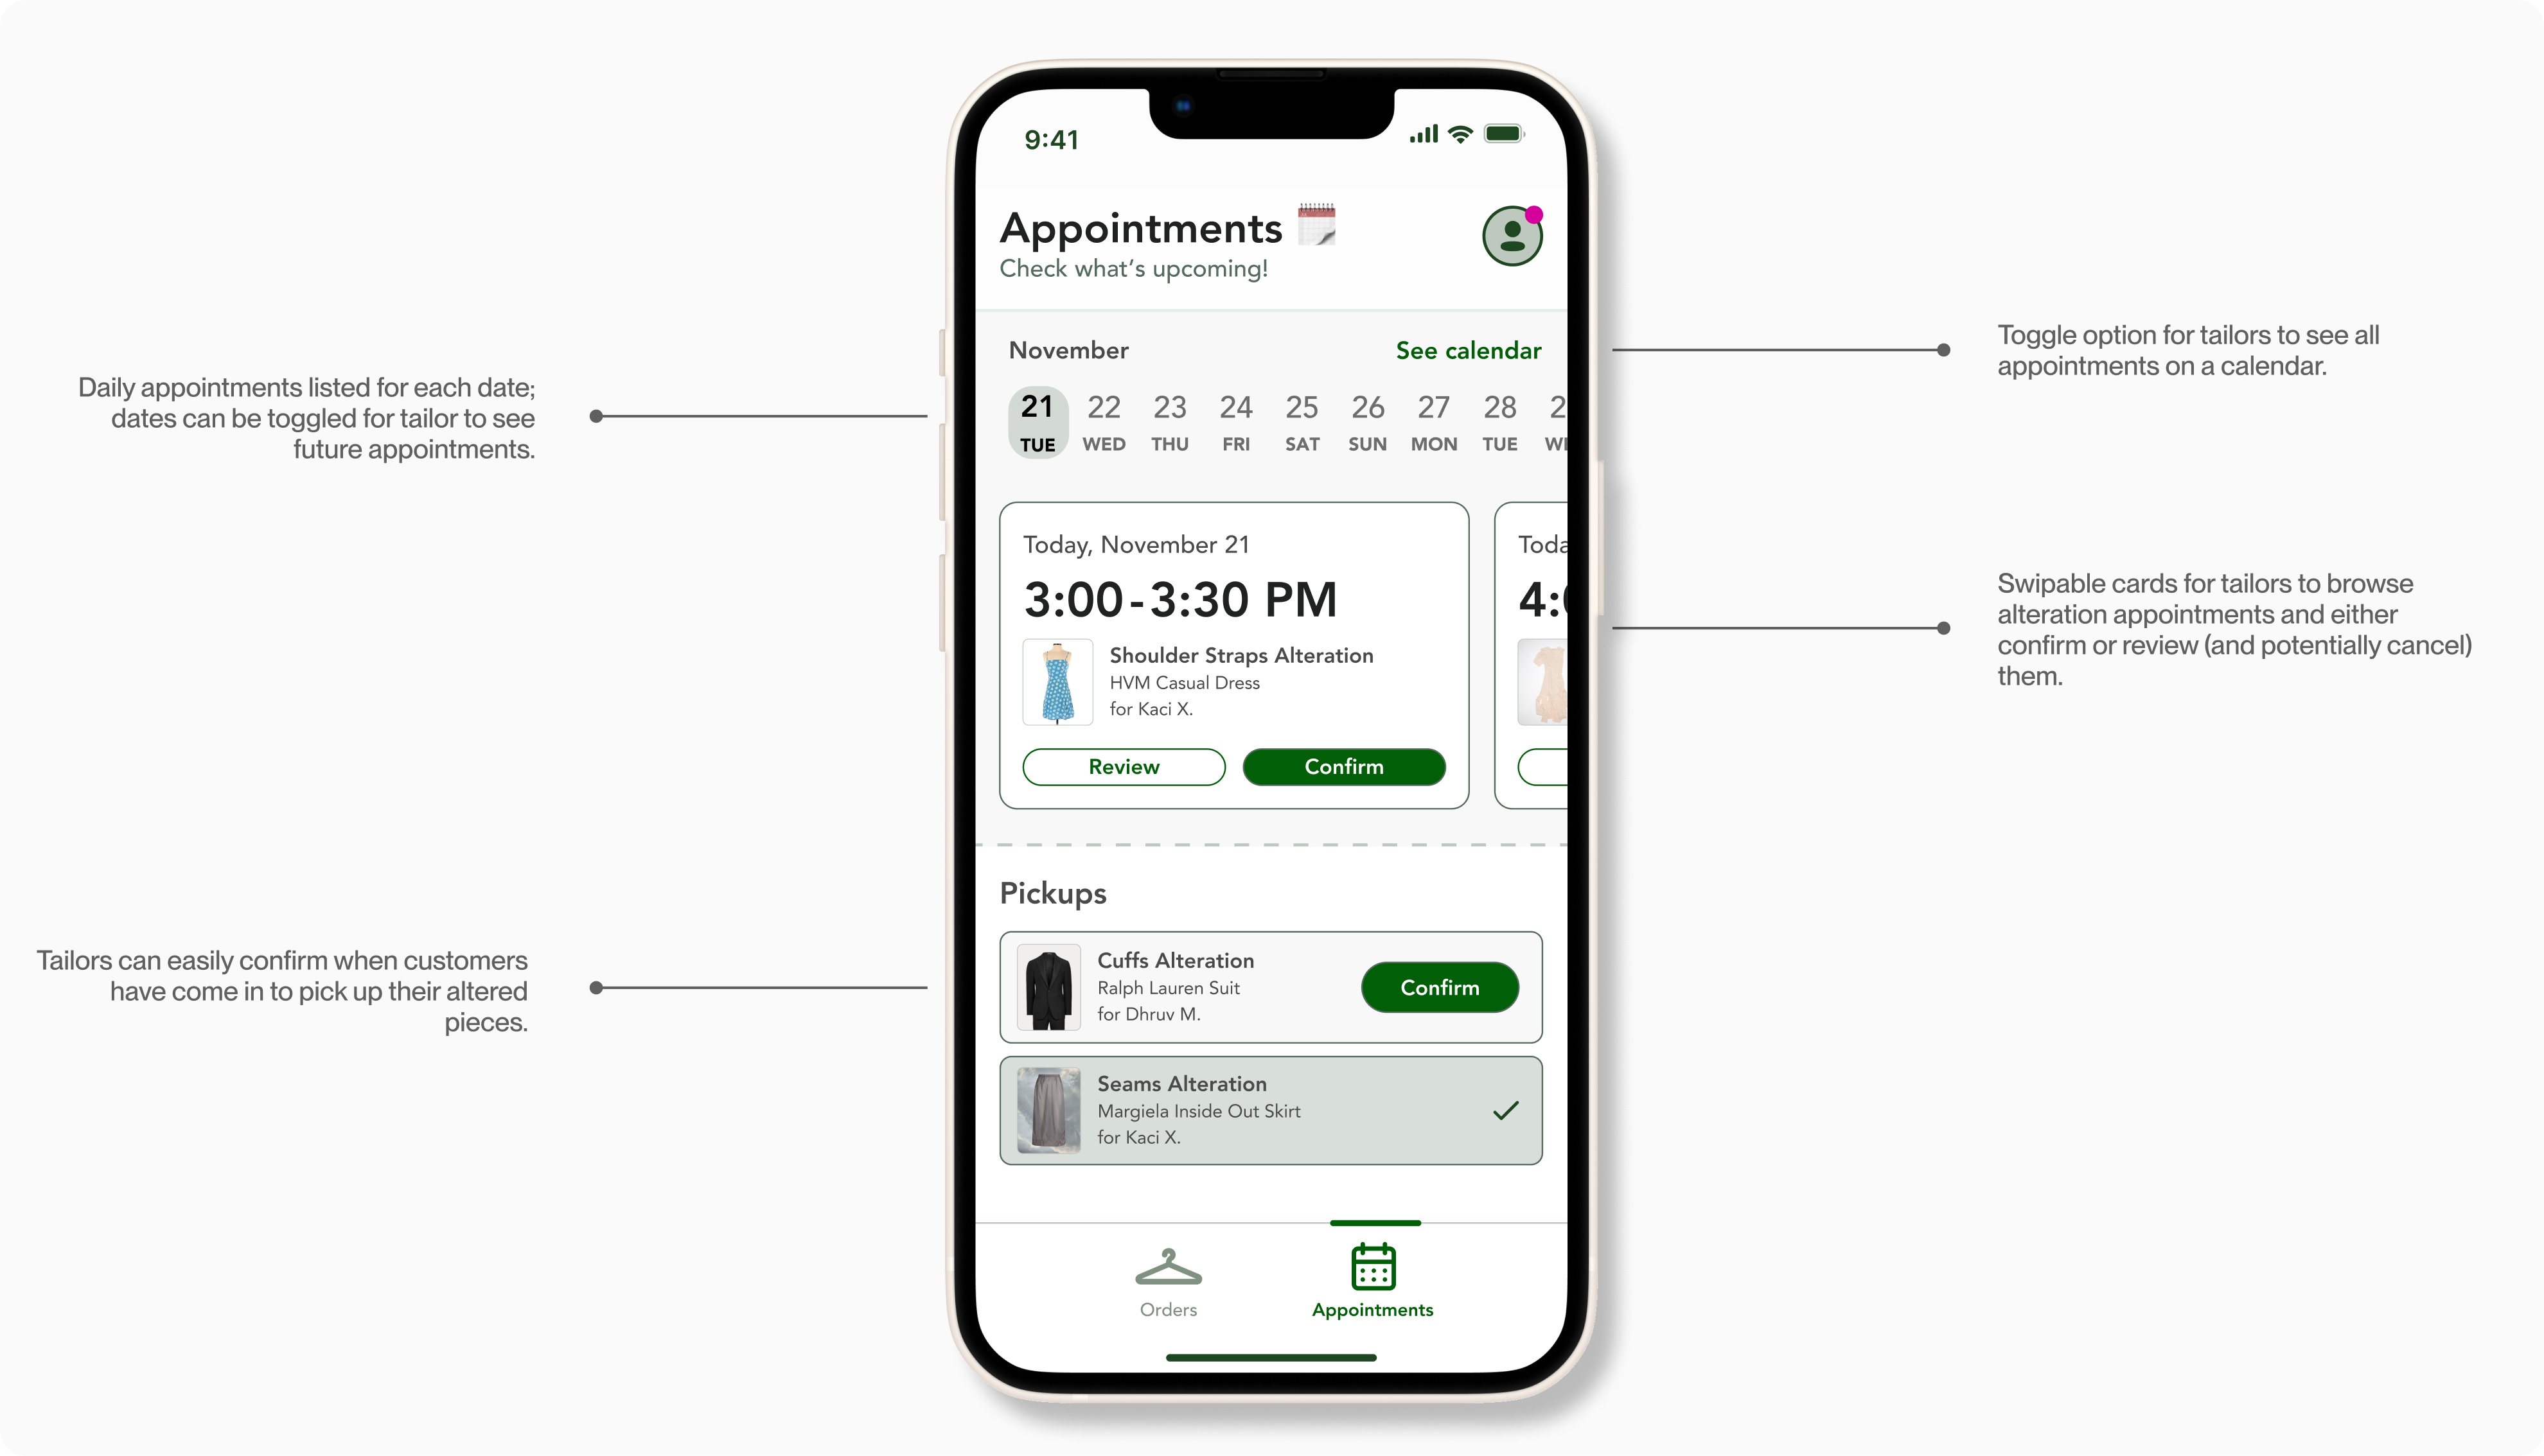 9:41
Appointments
Check what's upcoming!
November
See calendar
21 22 23 24 25 26 27 28 2
TUE WED THU FRI SAT SUN MON TUE W
Today, November 21
3:00-3:30 PM
Shoulder Straps Alteration
HVM Casual Dress
for Kaci X.
Review
Confirm
Toda
4:0
Pickups
Cuffs Alteration
Ralph Lauren Suit
for Dhruv M.
Confirm
Seams Alteration
Margiela Inside Out Skirt
for Kaci X.
Orders
Appointments
Daily appointments listed for each date;
dates can be toggled for tailor to see
future appointments.
Tailors can easily confirm when customers
have come in to pick up their altered
pieces.
Toggle option for tailors to see all
appointments on a calendar.
Swipable cards for tailors to browse
alteration appointments and either
confirm or review (and potentially cancel)
them.